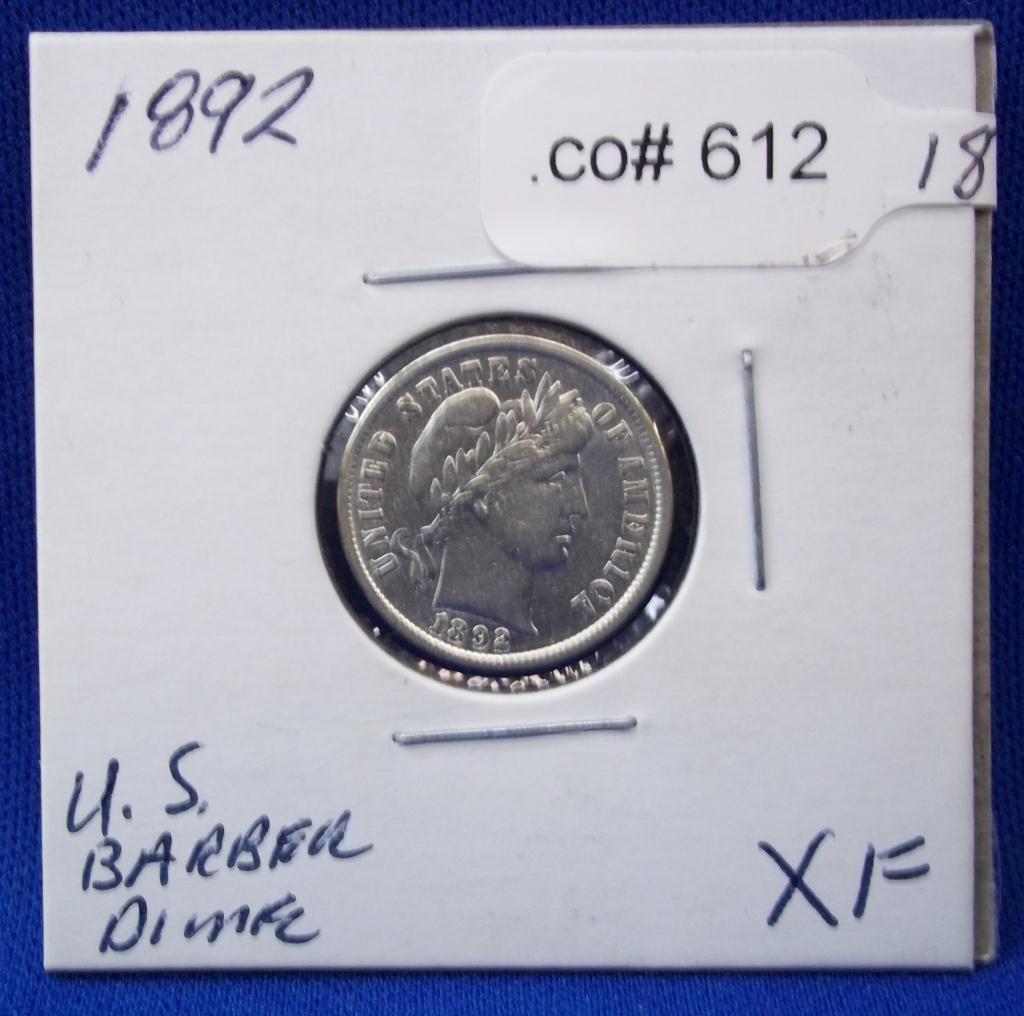 1892
.co# 612
18
UNITED STATES OF AMERICA
1892
U. S.
BARBER
DIME
XF